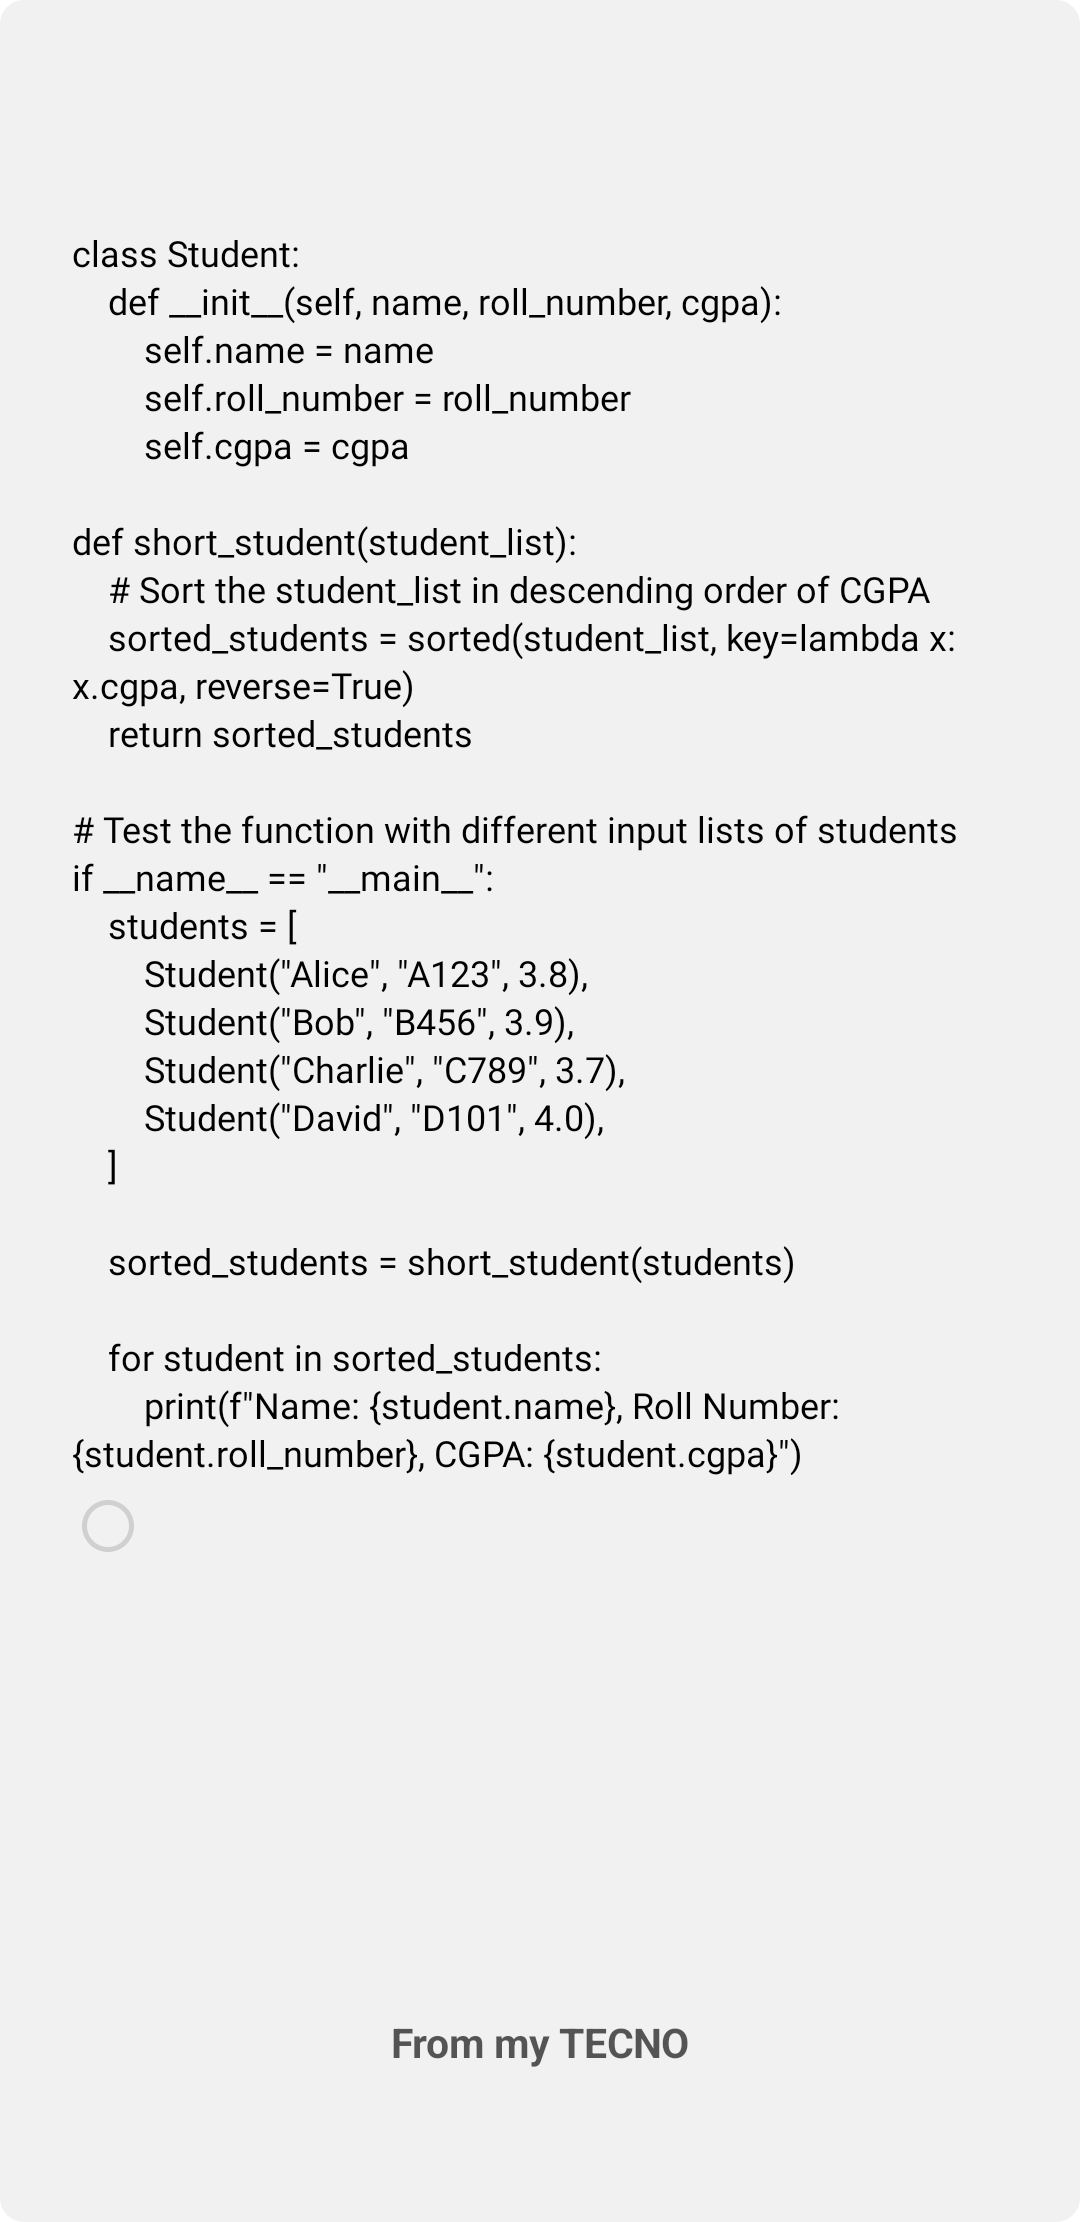 class Student:
    def __init__(self, name, roll_number, cgpa):
        self.name = name
        self.roll_number = roll_number
        self.cgpa = cgpa

def short_student(student_list):
    # Sort the student_list in descending order of CGPA
    sorted_students = sorted(student_list, key=lambda x:
x.cgpa, reverse=True)
    return sorted_students

# Test the function with different input lists of students
if __name__ == "__main__":
    students = [
        Student("Alice", "A123", 3.8),
        Student("Bob", "B456", 3.9),
        Student("Charlie", "C789", 3.7),
        Student("David", "D101", 4.0),
    ]

    sorted_students = short_student(students)

    for student in sorted_students:
        print(f"Name: {student.name}, Roll Number:
{student.roll_number}, CGPA: {student.cgpa}")
From my TECNO